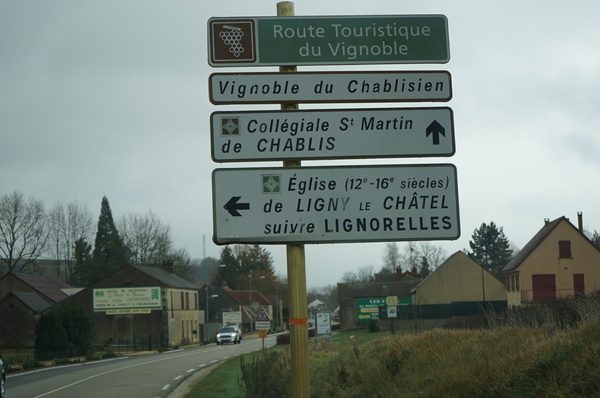 Route Touristique
du Vignoble
Vignoble du Chablisien
Collégiale Sᵗ Martin
de CHABLIS
Église (12ᵉ-16ᵉ siècles)
de LIGNY LE CHÂTEL
suivre LIGNORELLES